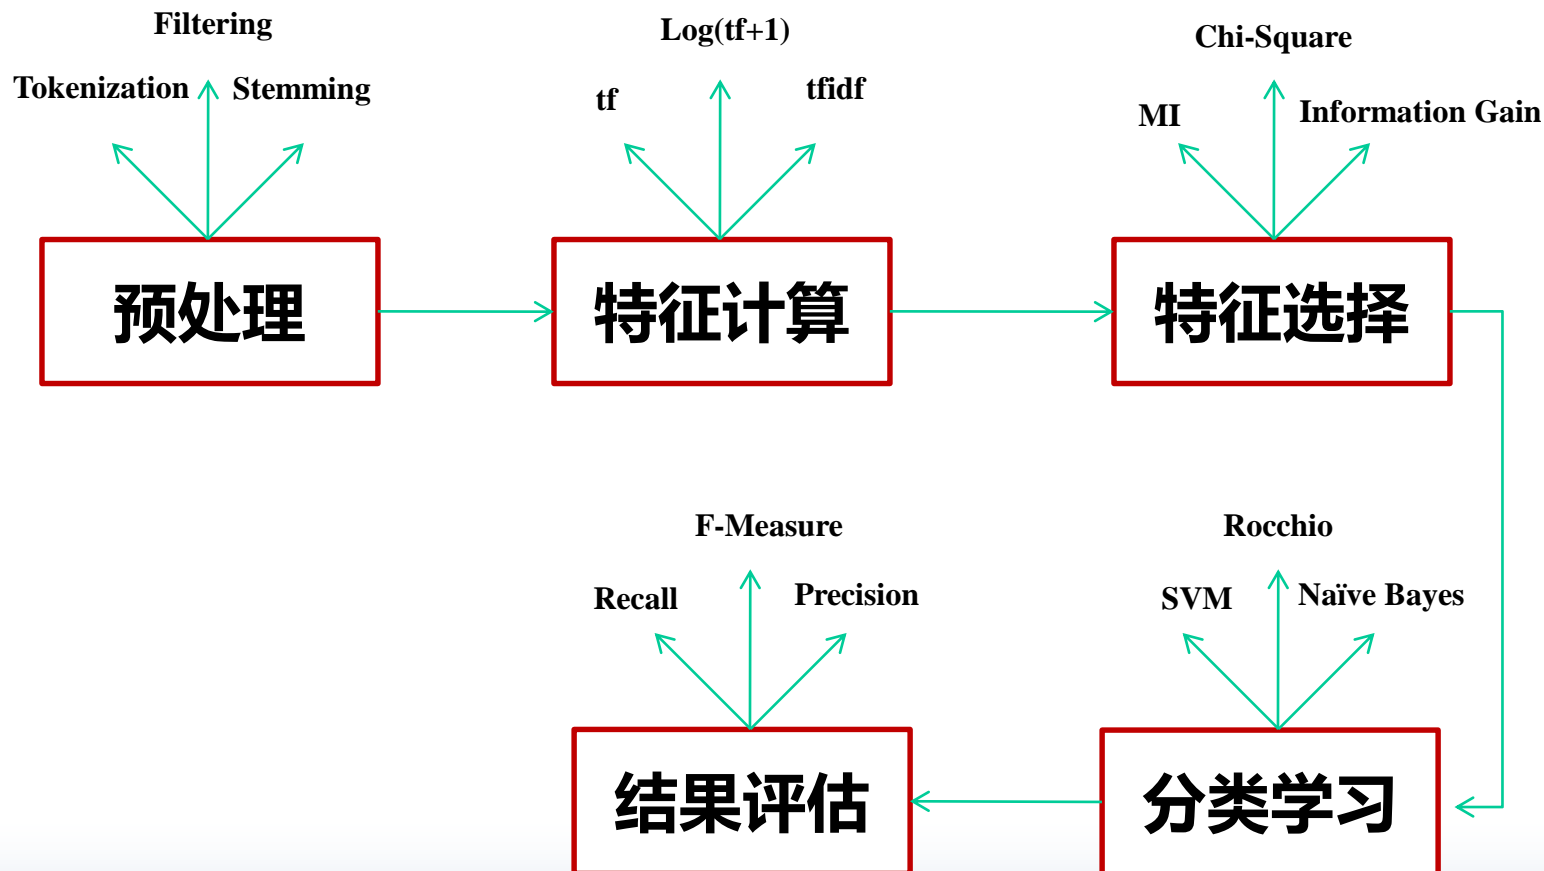 Filtering
Tokenization
Stemming
Log(tf+1)
tf
tfidf
Chi-Square
MI
Information Gain
预处理
特征计算
特征选择
F-Measure
Recall
Precision
Rocchio
SVM
Naïve Bayes
结果评估
分类学习